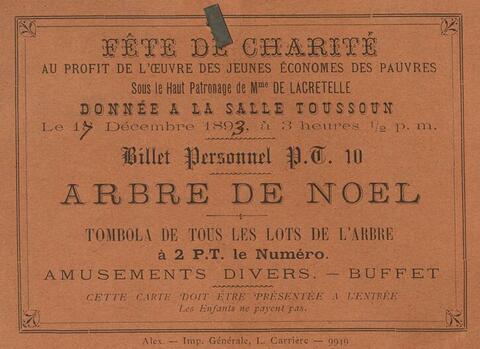 FÊTE DE CHARITÉ
AU PROFIT DE L'ŒUVRE DES JEUNES ÉCONOMES DES PAUVRES
Sous le Haut Patronage de Mme DE LACRETELLE
DONNÉE A LA SALLE TOUSSOUN
Le 17 Décembre 1893, à 3 heures ½ p. m.
Billet Personnel P.T. 10
ARBRE DE NOEL
TOMBOLA DE TOUS LES LOTS DE L'ARBRE
à 2 P.T. le Numéro.
AMUSEMENTS DIVERS. — BUFFET
CETTE CARTE DOIT ÊTRE PRÉSENTÉE A L'ENTRÉE
Les Enfants ne payent pas.
Alex. — Imp. Générale, L. Carrière. — 9949